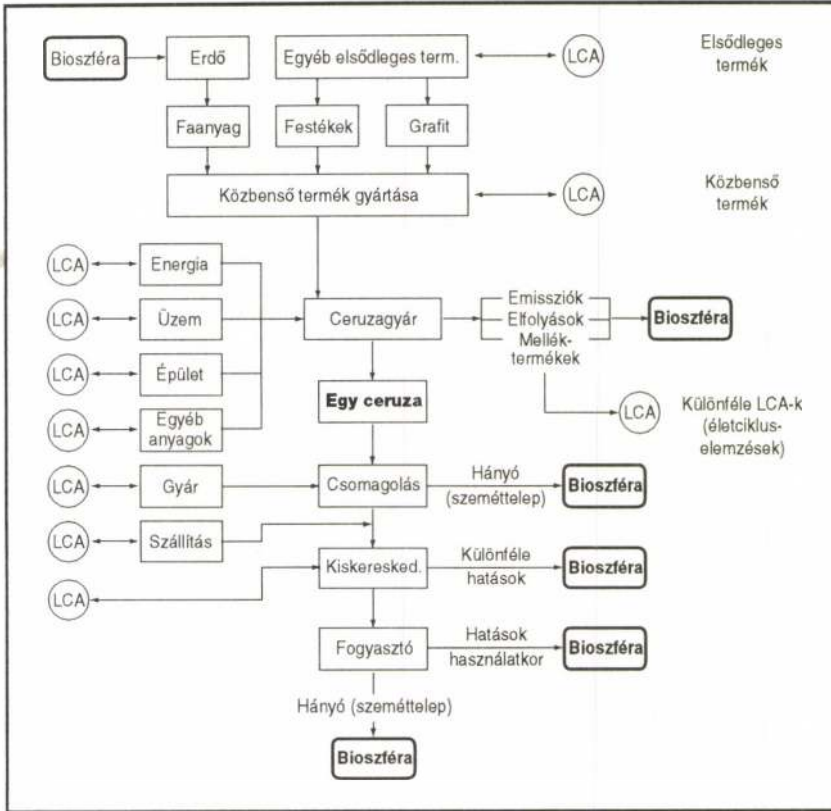 Bioszféra
Erdő
Egyéb elsődleges term.
LCA
Elsődleges
termék
Faanyag
Festékek
Grafit
Közbenső termék gyártása
LCA
Közbenső
termék
LCA
Energia
LCA
Üzem
Ceruzagyár
Emissziók
Elfolyások
Mellék-
termékek
Bioszféra
LCA
Épület
Egy ceruza
LCA
Egyéb
anyagok
LCA
Különféle LCA-k
(életciklus-
elemzések)
LCA
Gyár
Csomagolás
Hányó
(szeméttelep)
Bioszféra
LCA
Szállítás
LCA
Kiskeresked.
Különféle
hatások
Bioszféra
Fogyasztó
Hatások
használatkor
Bioszféra
Hányó (szeméttelep)
Bioszféra